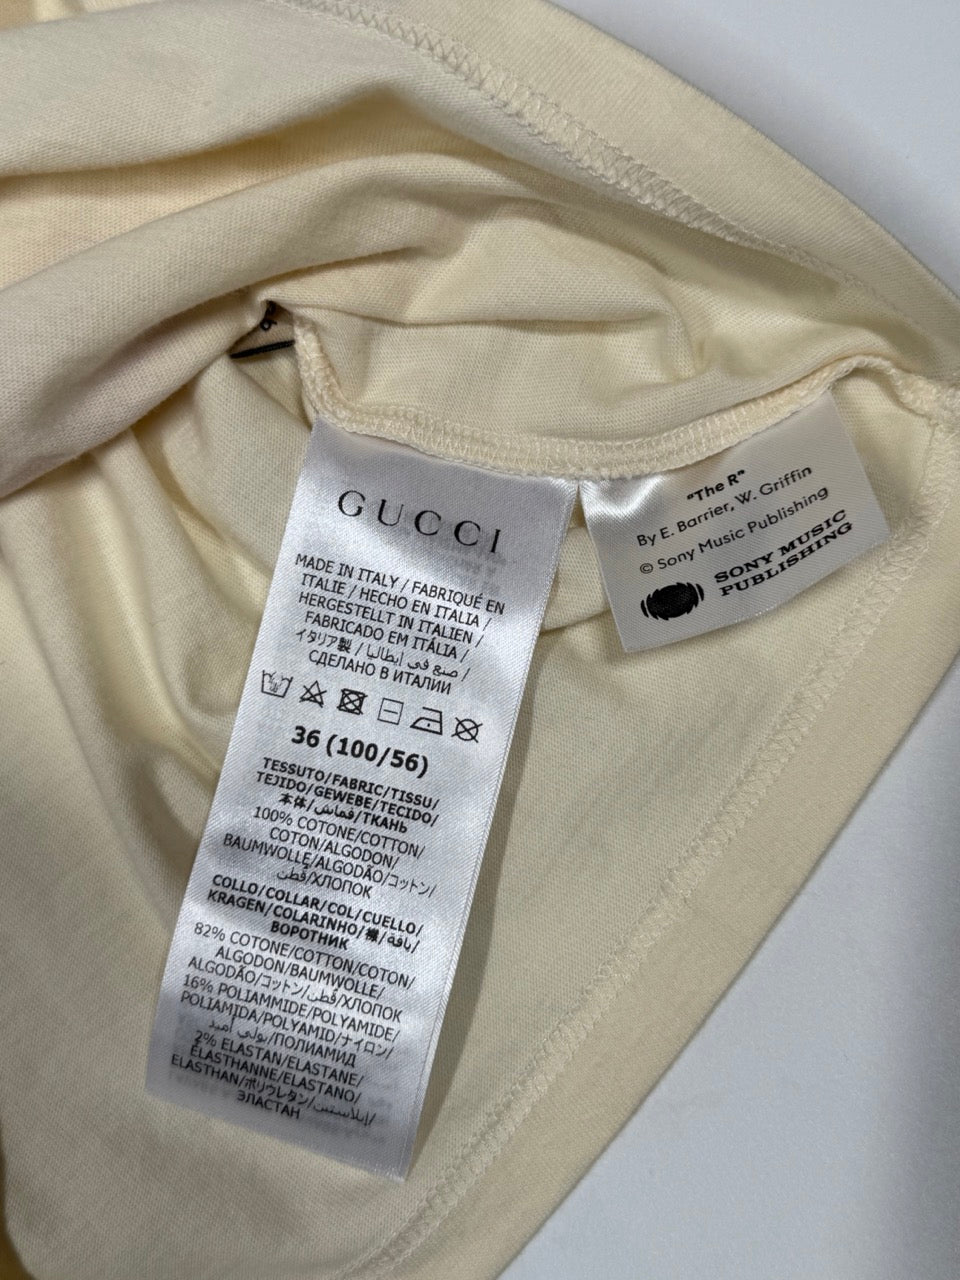 GUCCI
MADE IN ITALY / FABRIQUÉ EN
ITALIE / HECHO EN ITALIA /
HERGESTELLT IN ITALIEN /
FABRICADO EM ITÁLIA /
イタリア製 / صنع في إيطاليا /
СДЕЛАНО В ИТАЛИИ
36 (100/56)
TESSUTO/FABRIC/TISSU/
TEJIDO/GEWEBE/TECIDO/
本体/قماش/ТКАНЬ
100% COTONE/COTTON/
COTON/ALGODON/
BAUMWOLLE/ALGODÃO/コットン/
قطن/ХЛОПОК
COLLO/COLLAR/COL/CUELLO/
KRAGEN/COLARINHO/襟/ياقة/
ВОРОТНИК
82% COTONE/COTTON/COTON/
ALGODON/BAUMWOLLE/
ALGODÃO/コットン/قطن/ХЛОПОК
16% POLIAMMIDE/POLYAMIDE/
POLIAMIDA/POLYAMID/ナイロン/
بولي أميد/ПОЛИАМИД
2% ELASTAN/ELASTANE/
ÉLASTHANNE/ELASTANO/
ELASTHAN/ポリウレタン/إيلاستين/
ЭЛАСТАН
"The R"
By E. Barrier, W. Griffin
© Sony Music Publishing
SONY MUSIC
PUBLISHING